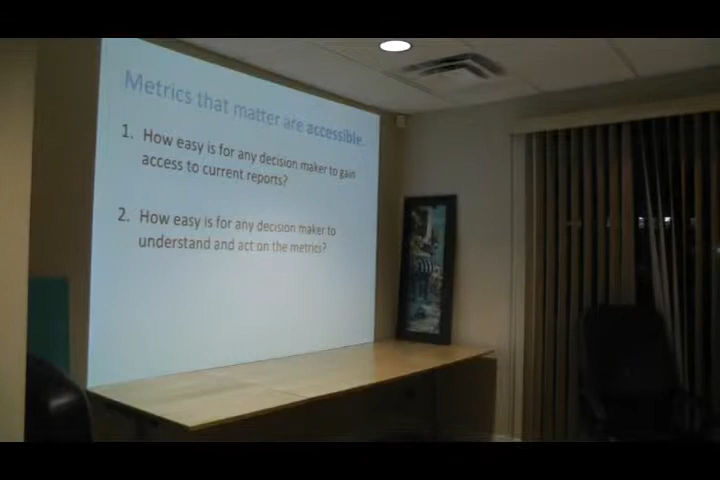 Metrics that matter are accessible.
1. How easy is for any decision maker to gain
access to current reports?
2. How easy is for any decision maker to
understand and act on the metrics?